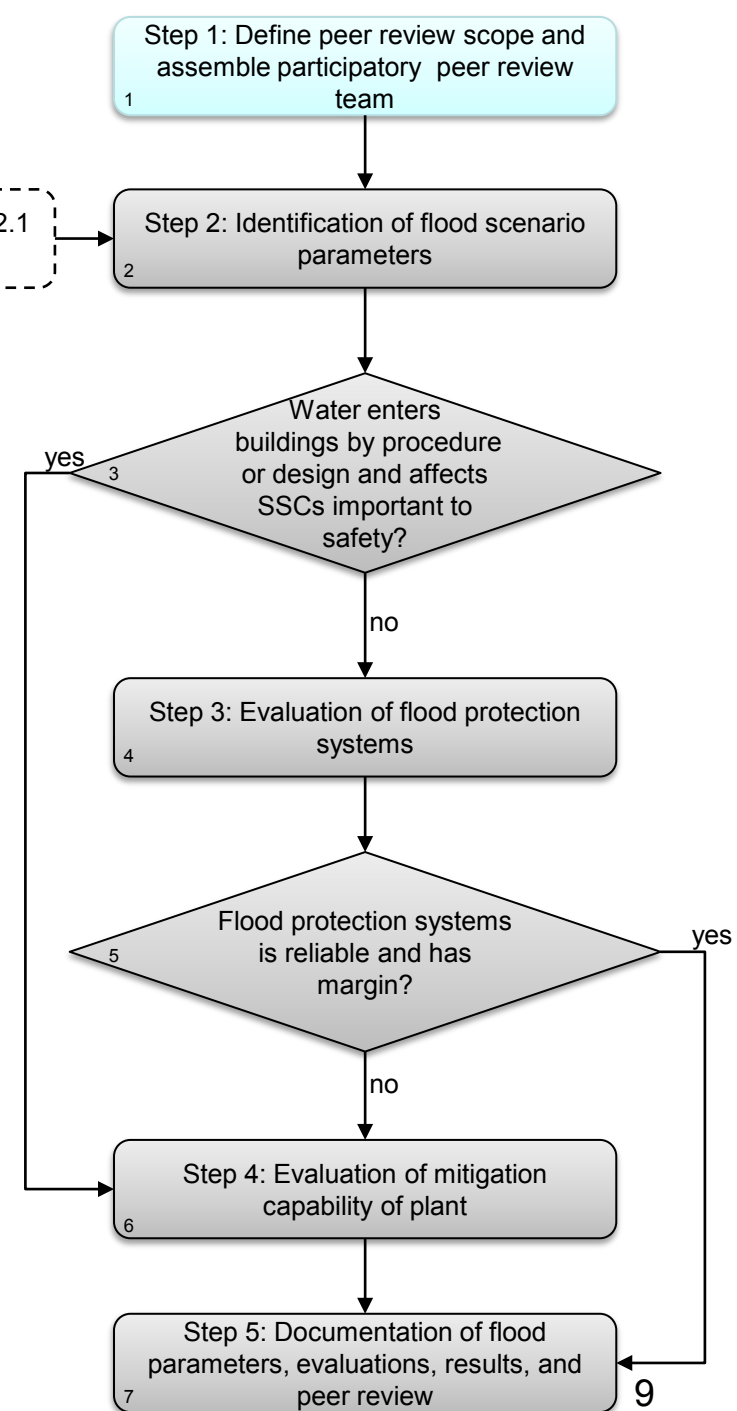 Step 1: Define peer review scope and
assemble participatory peer review
team
1
2.1
Step 2: Identification of flood scenario
parameters
2
Water enters
buildings by procedure
or design and affects
SSCs important to
safety?
3
yes
no
Step 3: Evaluation of flood protection
systems
4
Flood protection systems
is reliable and has
margin?
5
yes
no
Step 4: Evaluation of mitigation
capability of plant
6
Step 5: Documentation of flood
parameters, evaluations, results, and
peer review
7
9